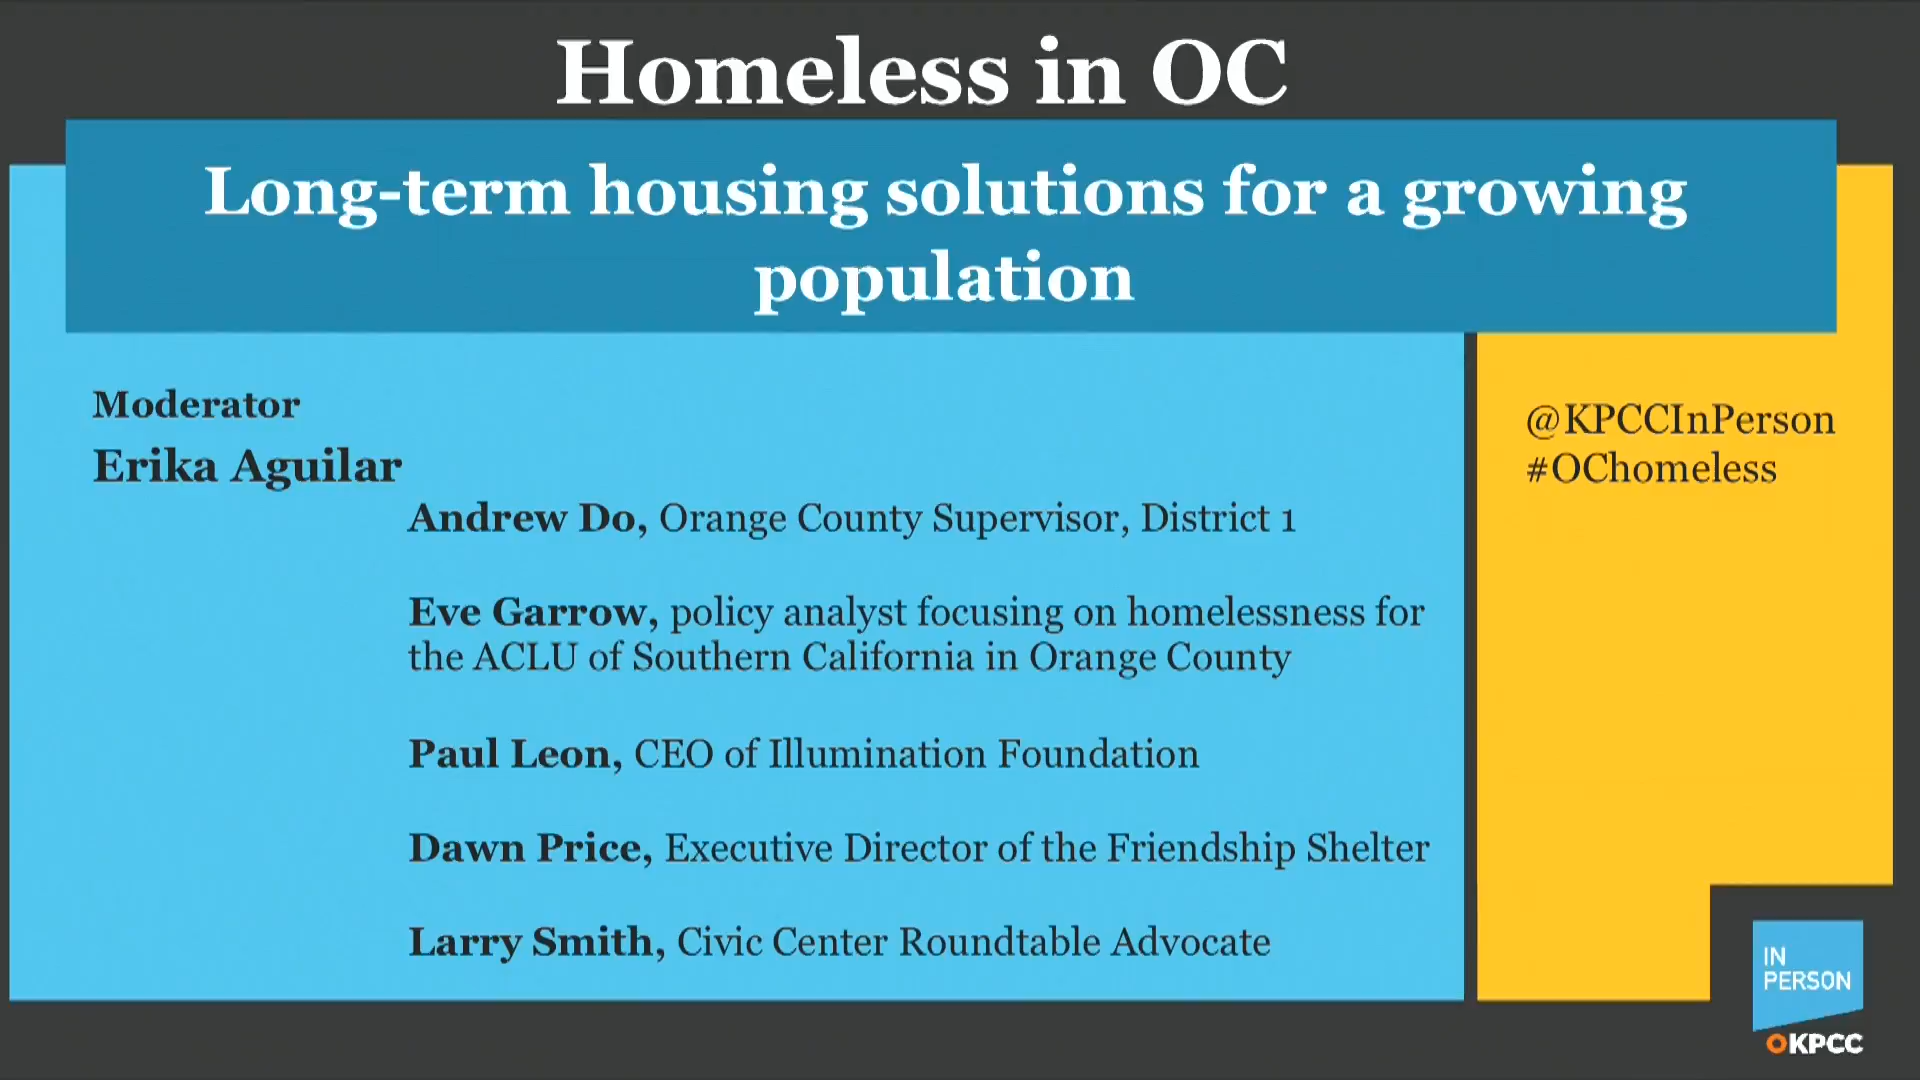 Homeless in OC
Long-term housing solutions for a growing
population
Moderator
Erika Aguilar
Andrew Do, Orange County Supervisor, District 1
Eve Garrow, policy analyst focusing on homelessness for
the ACLU of Southern California in Orange County
Paul Leon, CEO of Illumination Foundation
Dawn Price, Executive Director of the Friendship Shelter
Larry Smith, Civic Center Roundtable Advocate
@KPCCInPerson
#OChomeless
IN
PERSON
KPCC